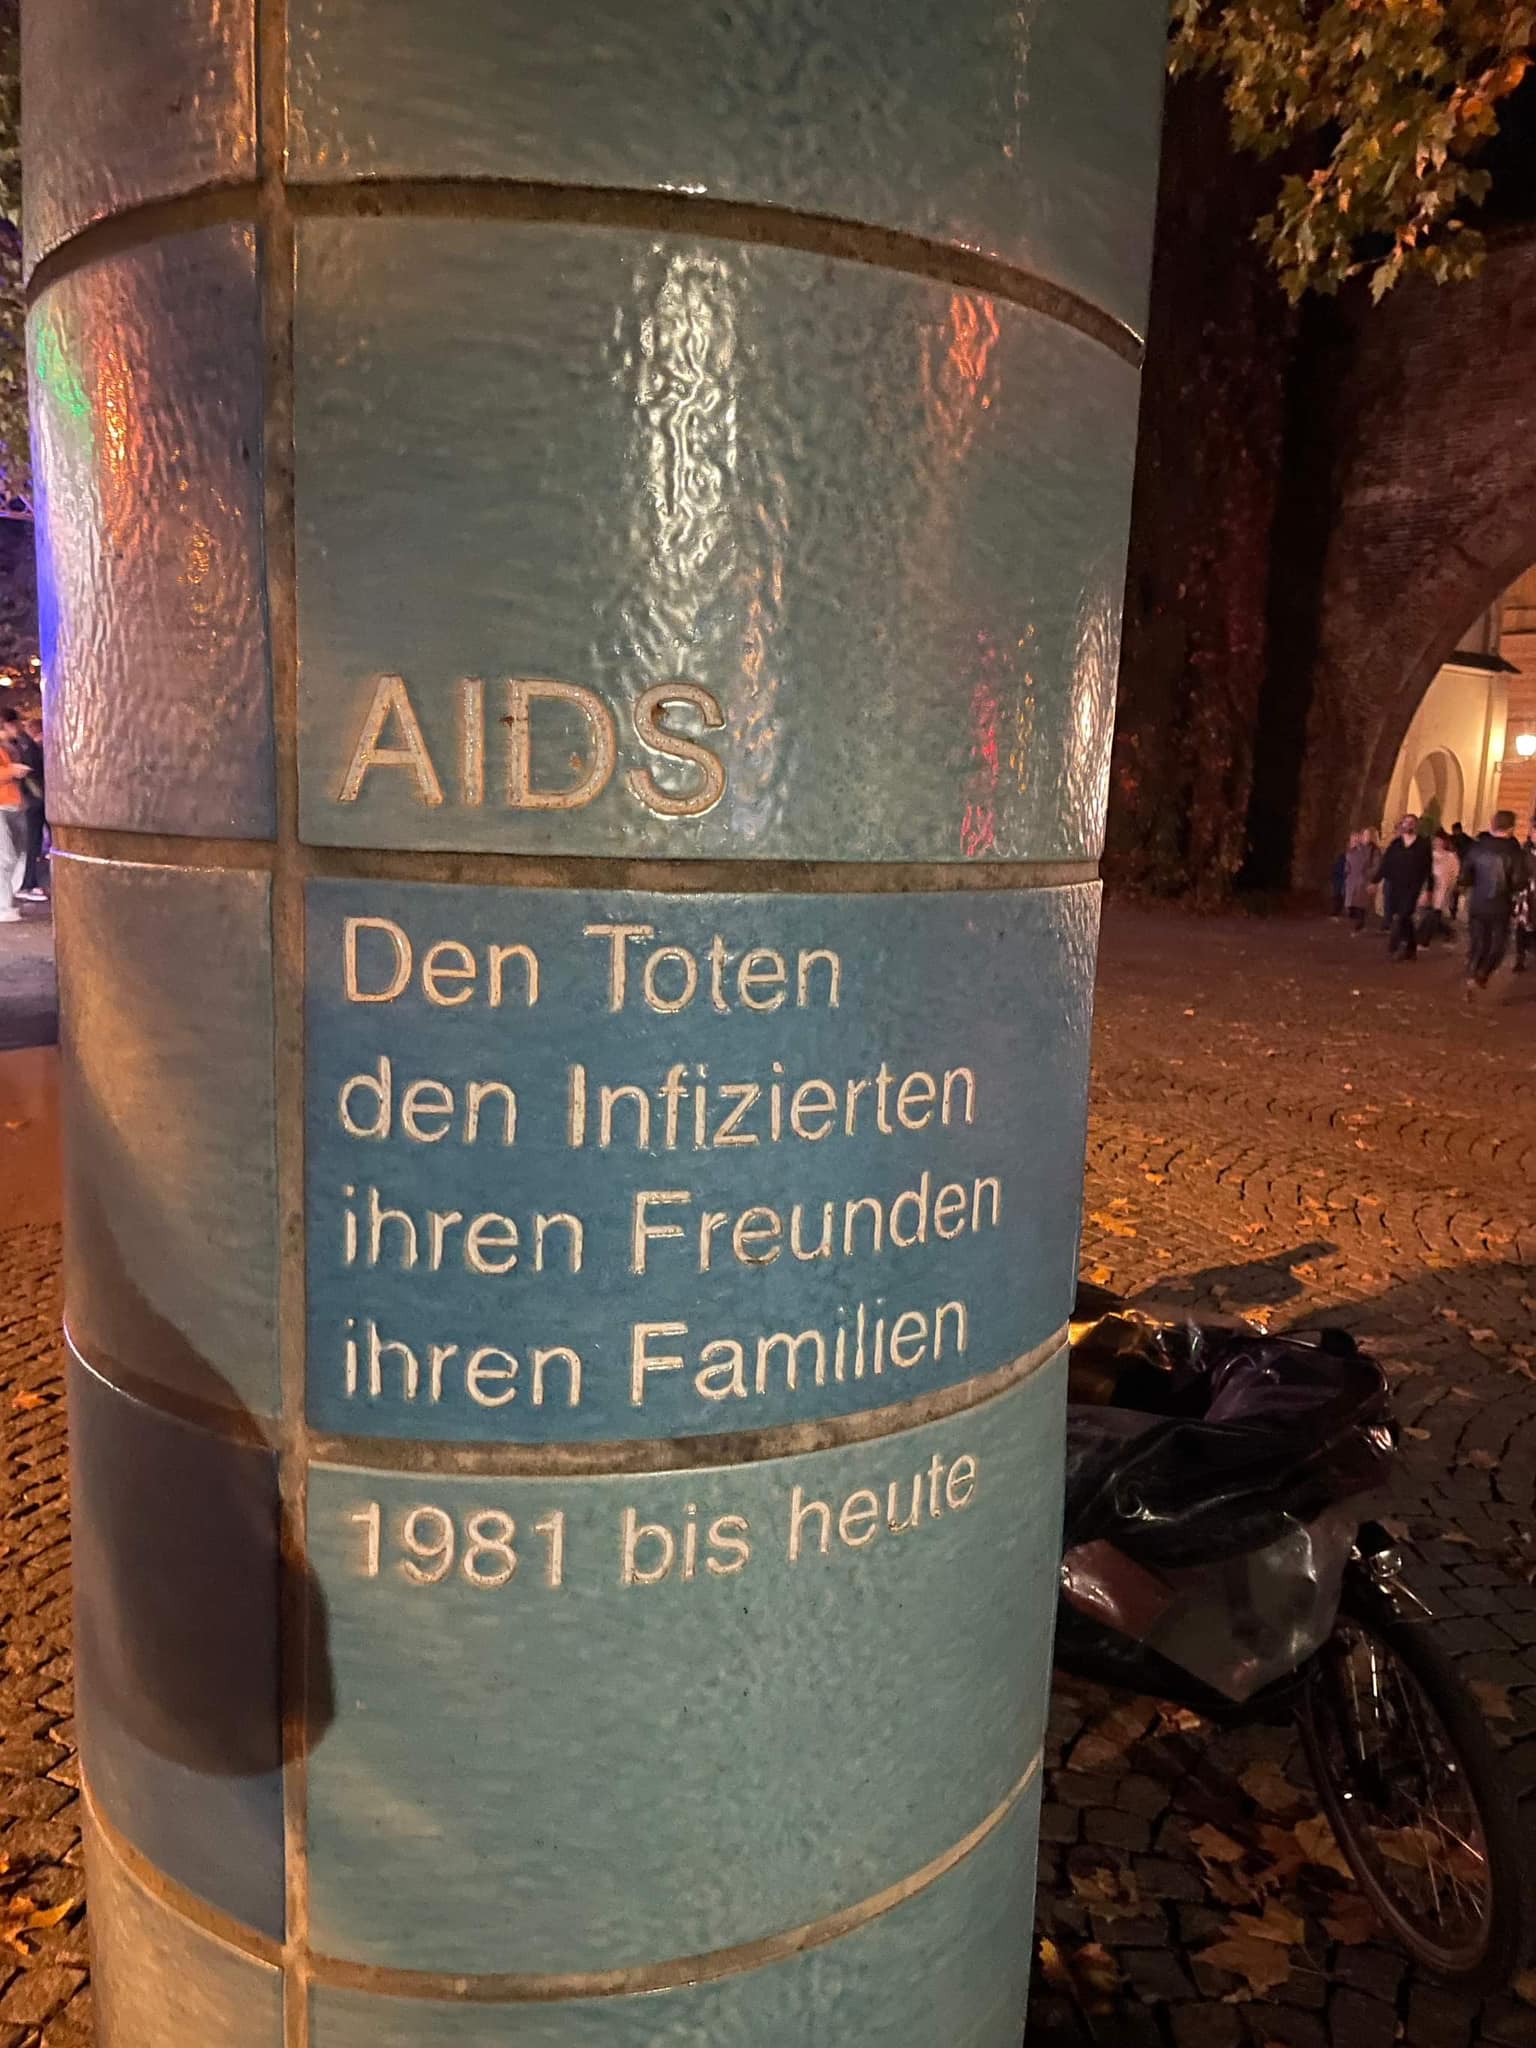 AIDS
Den Toten
den Infizierten
ihren Freunden
ihren Familien
1981 bis heute